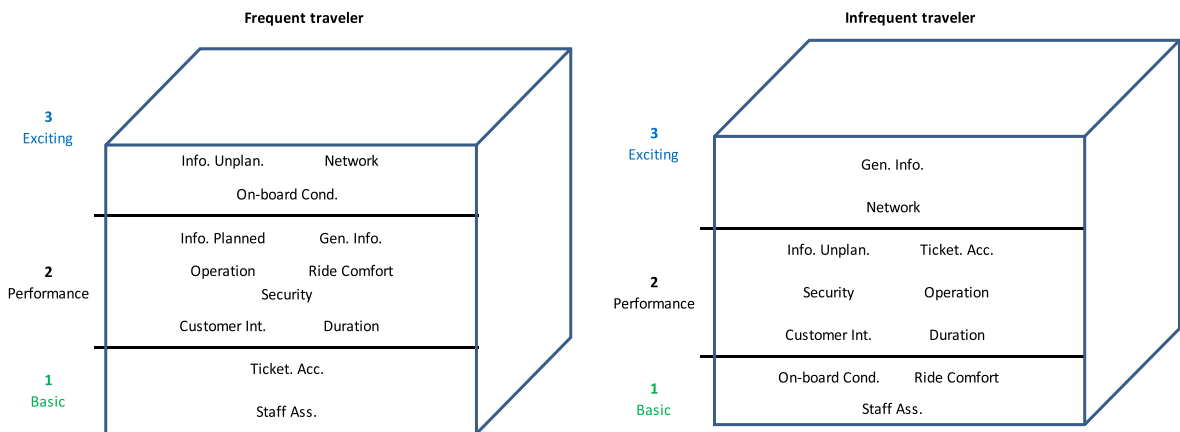 Frequent traveler
3
Exciting
Info. Unplan. Network
On-board Cond.
2
Performance
Info. Planned Gen. Info.
Operation Ride Comfort
Security
Customer Int. Duration
1
Basic
Ticket. Acc.
Staff Ass.
Infrequent traveler
3
Exciting
Gen. Info.
Network
2
Performance
Info. Unplan. Ticket. Acc.
Security Operation
Customer Int. Duration
1
Basic
On-board Cond. Ride Comfort
Staff Ass.